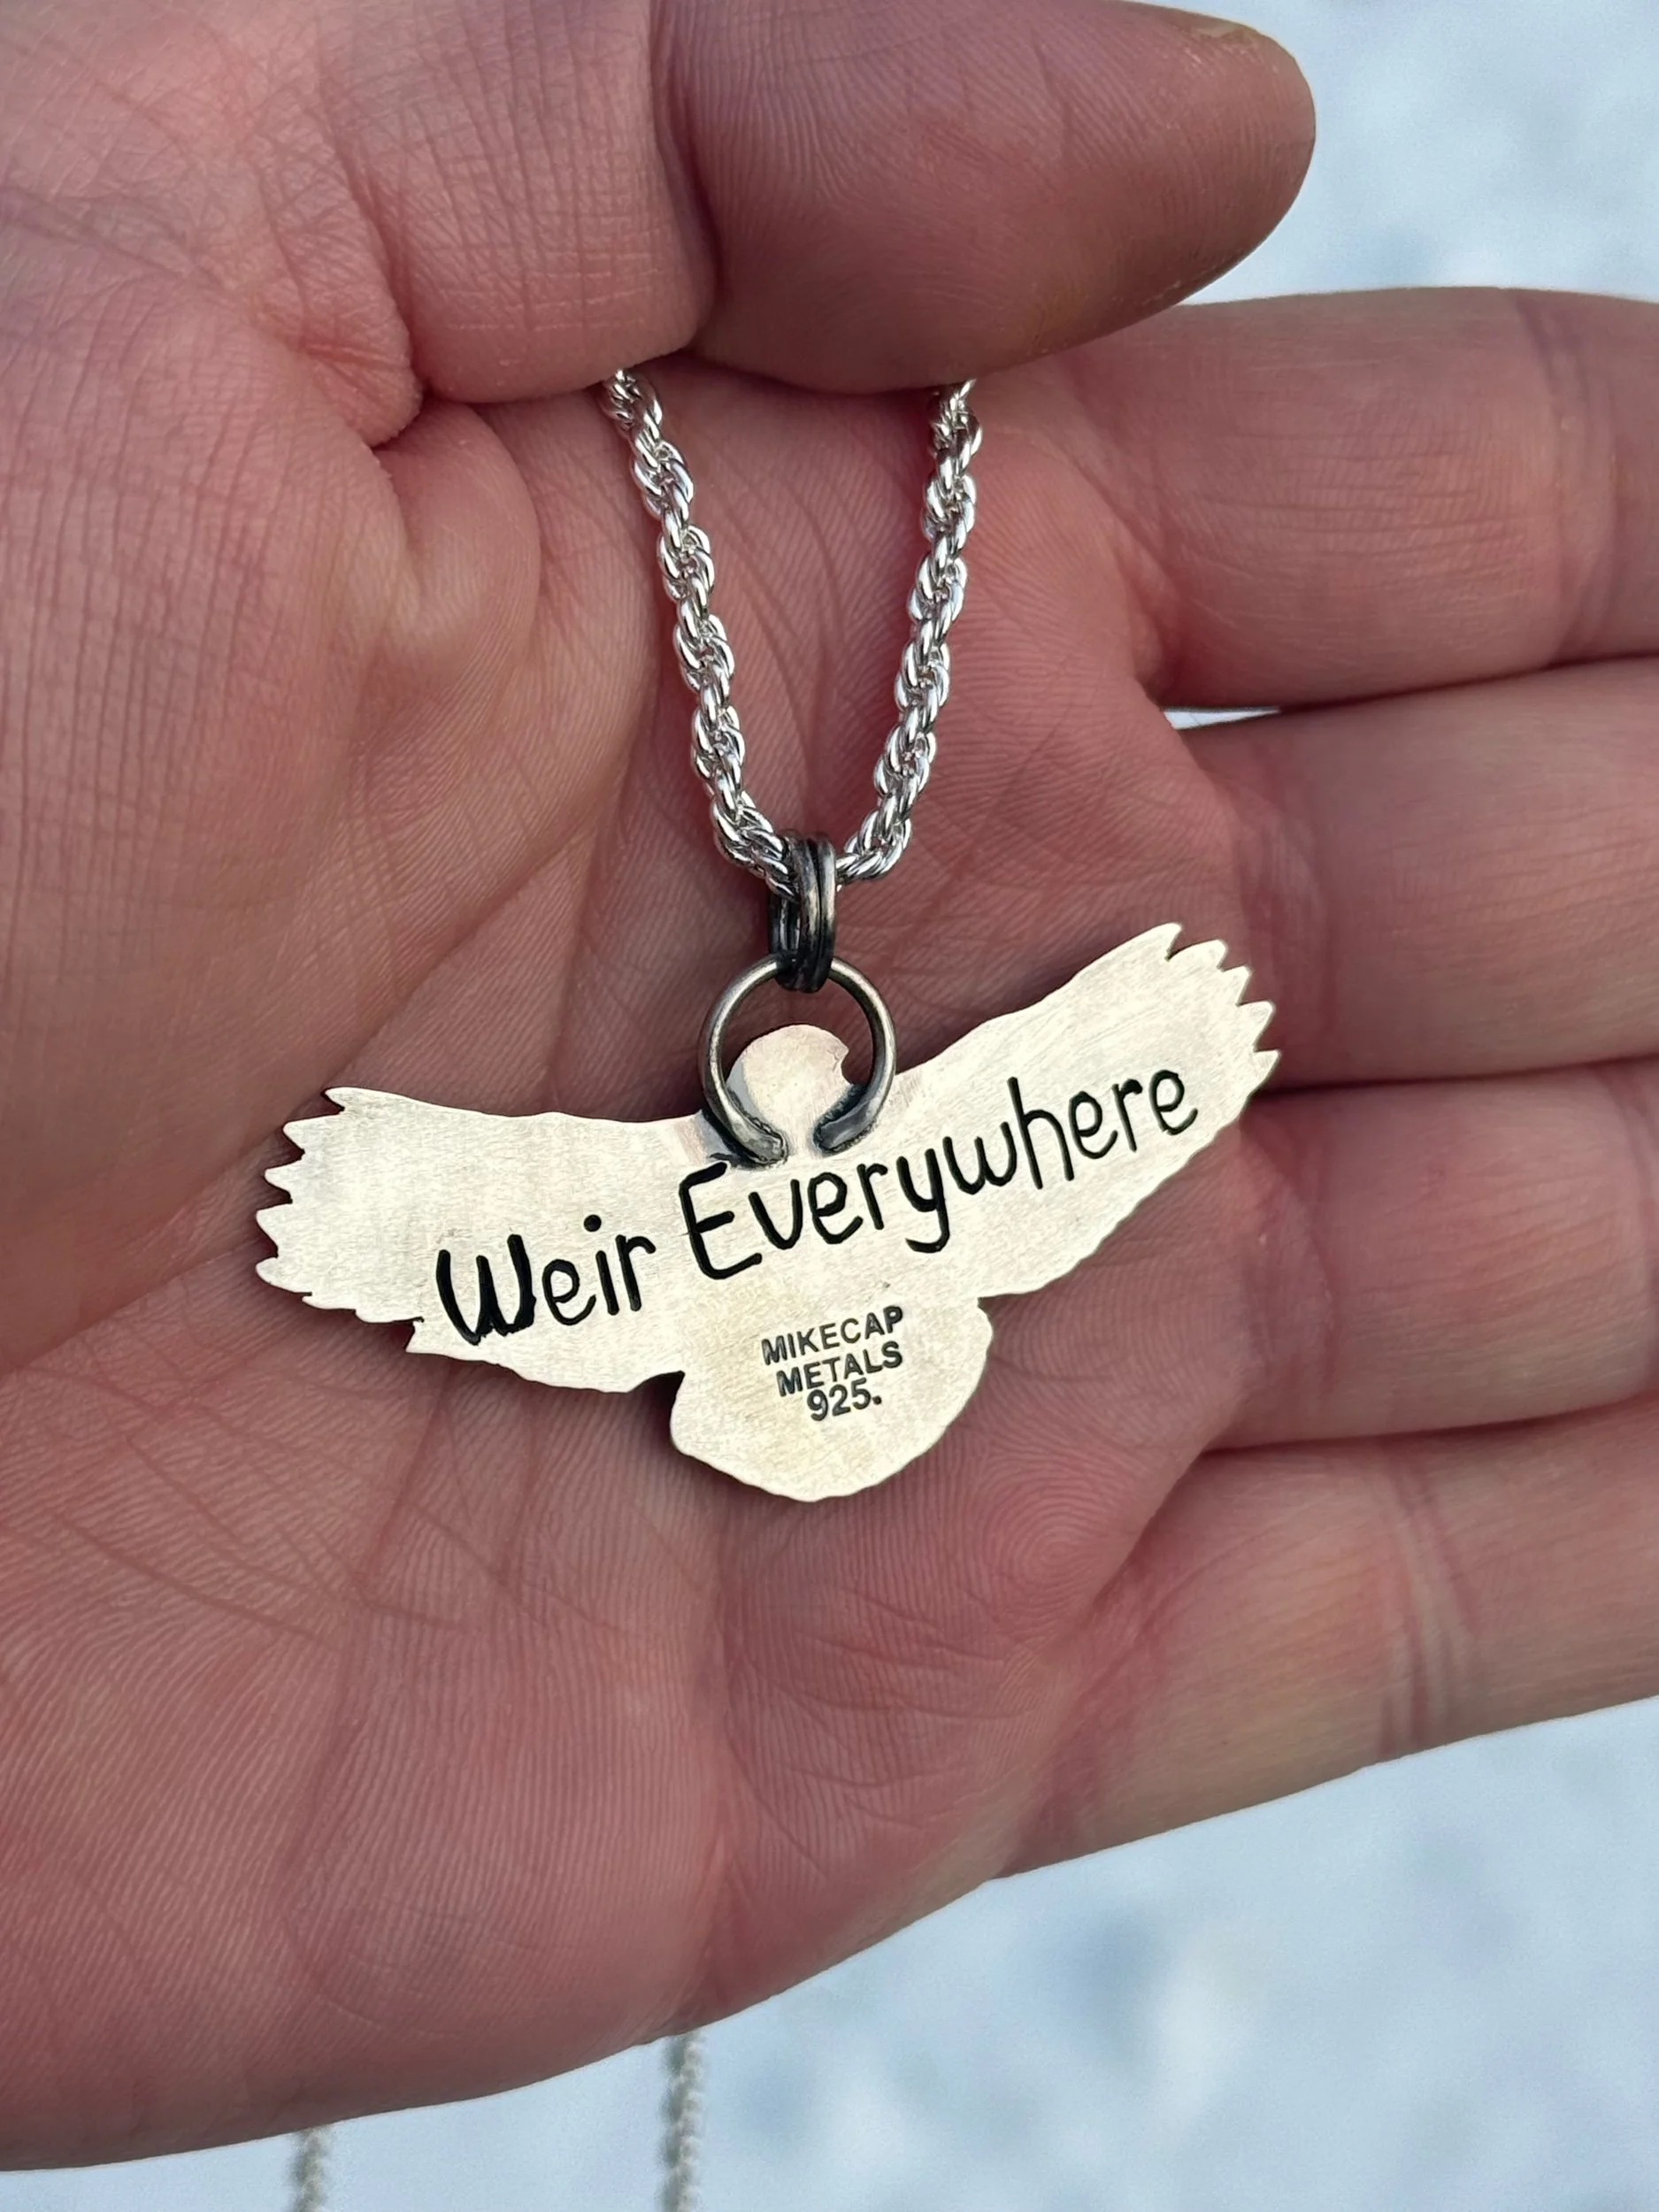 Weir Everywhere
MIKECAP
METALS
925.